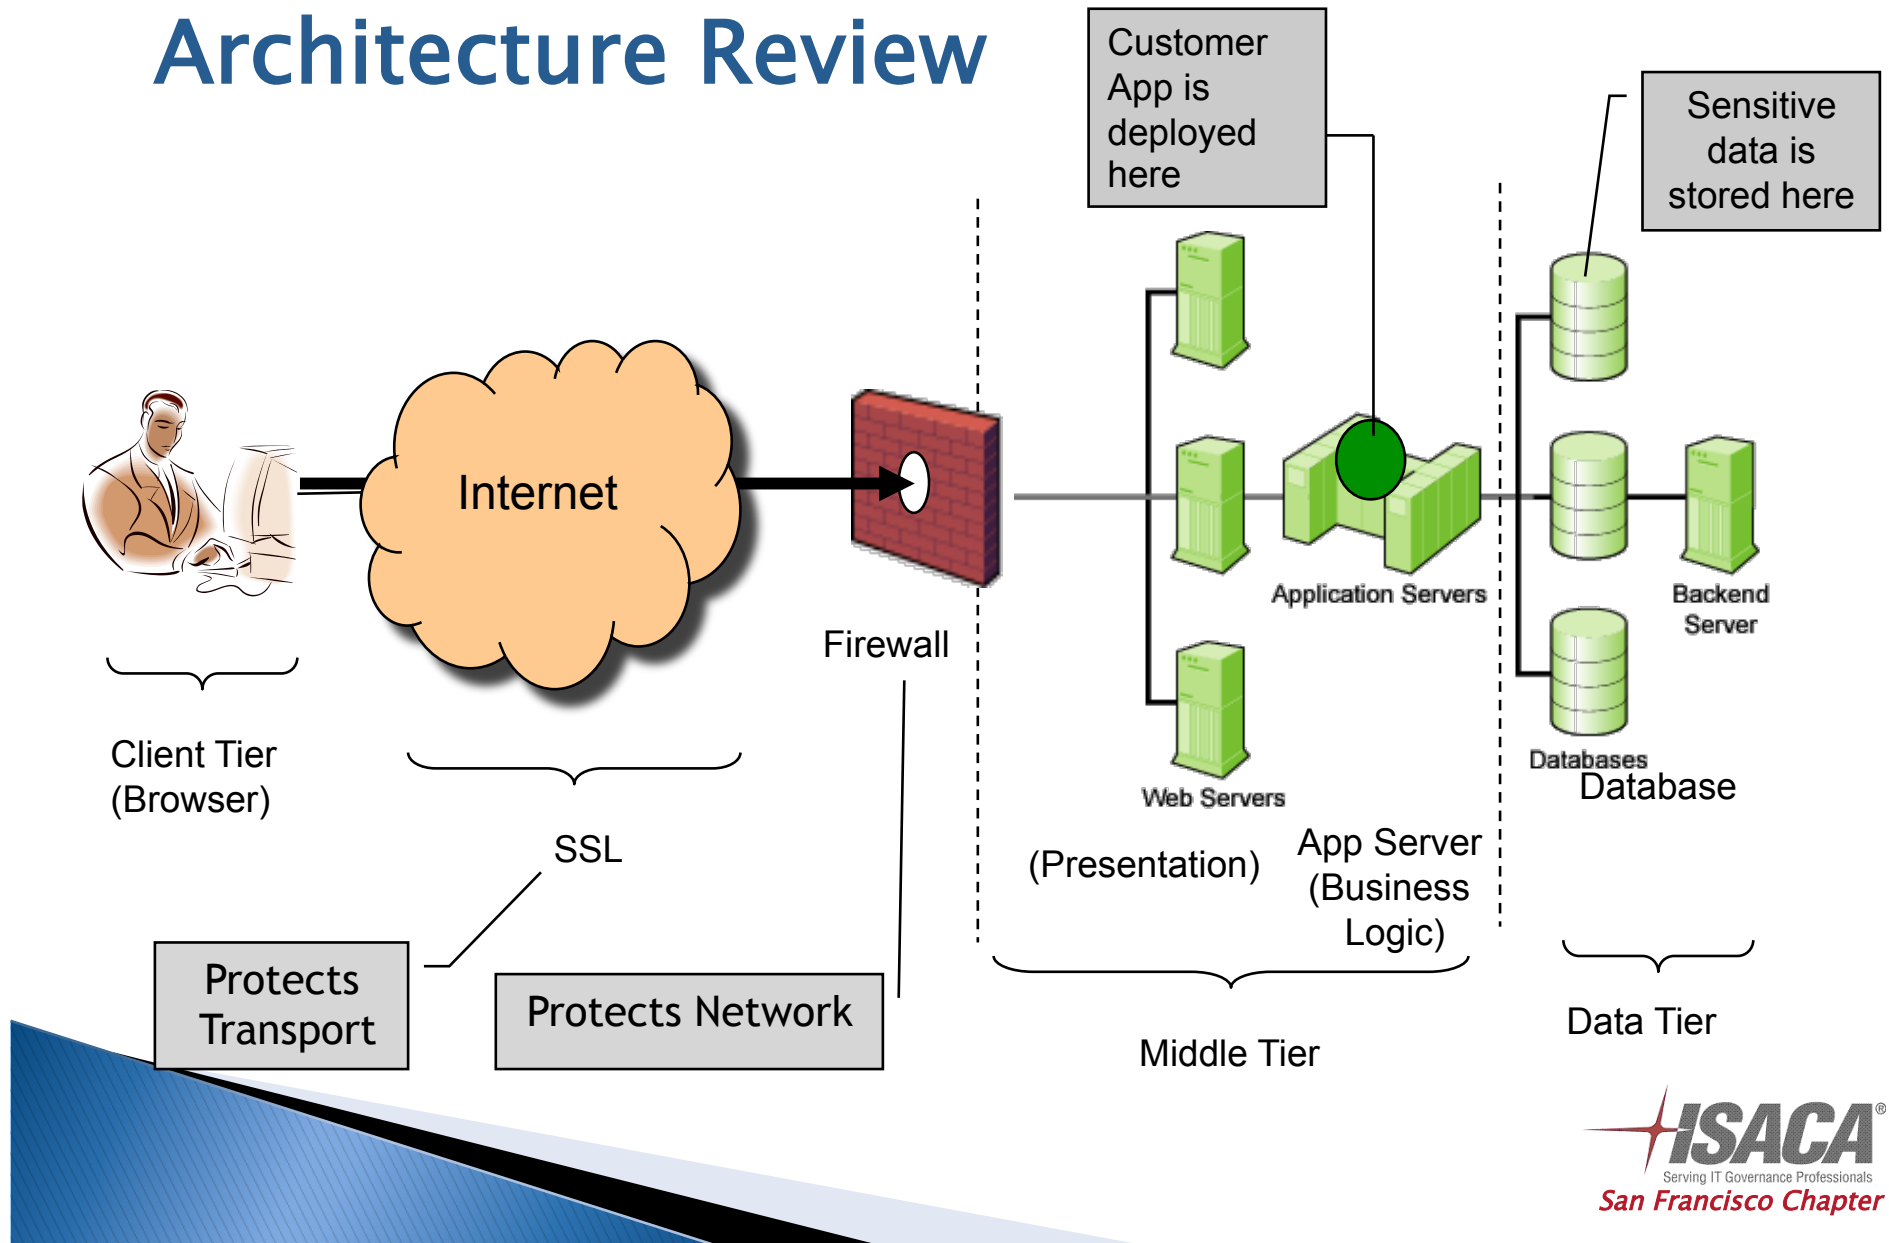 Architecture Review
Customer
App is
deployed
here
Sensitive
data is
stored here
Internet
Firewall
Application Servers
Backend
Server
Web Servers
Databases
Database
Client Tier
(Browser)
SSL
(Presentation)
App Server
(Business
Logic)
Protects
Transport
Protects Network
Middle Tier
Data Tier
ISACA®
Serving IT Governance Professionals
San Francisco Chapter